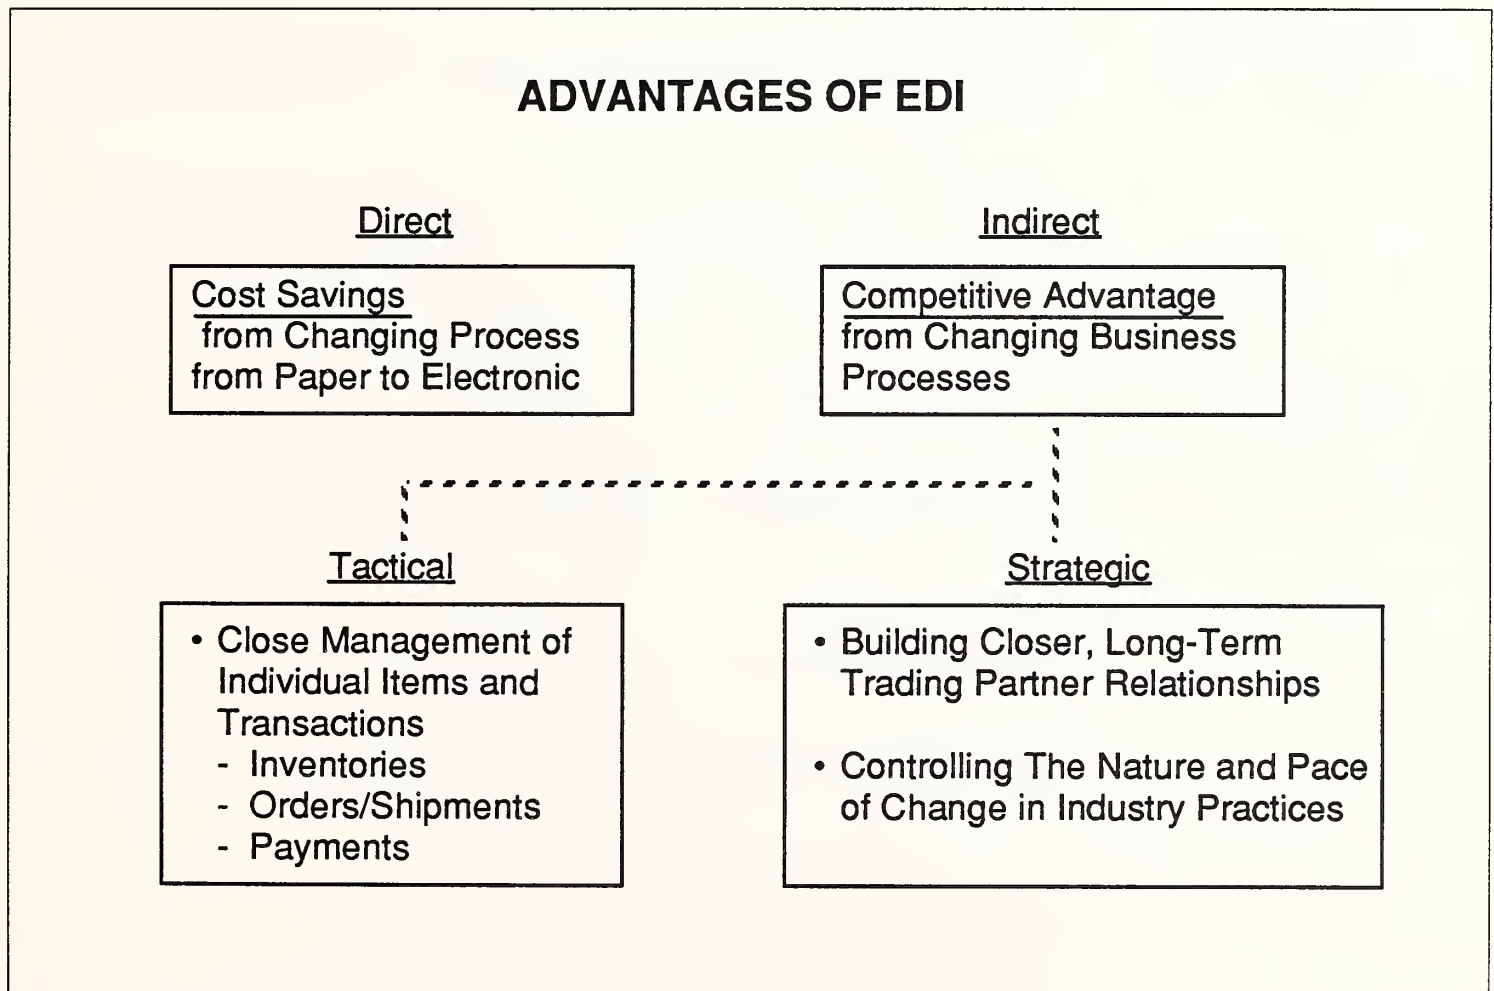 ADVANTAGES OF EDI
Direct
Cost Savings
from Changing Process
from Paper to Electronic
Indirect
Competitive Advantage
from Changing Business
Processes
Tactical
• Close Management of
Individual Items and
Transactions
- Inventories
- Orders/Shipments
- Payments
Strategic
• Building Closer, Long-Term
Trading Partner Relationships
• Controlling The Nature and Pace
of Change in Industry Practices